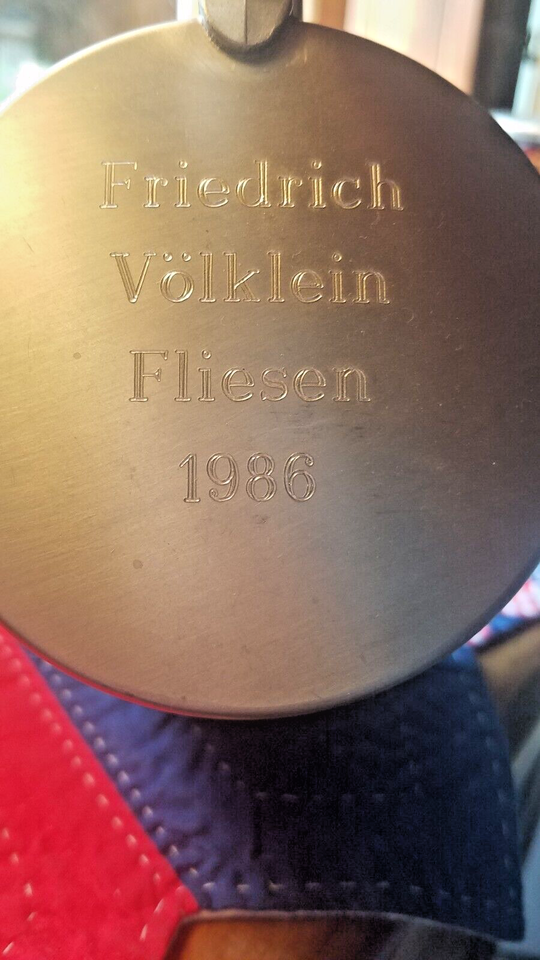 Friedrich
Völklein
Fliesen
1986